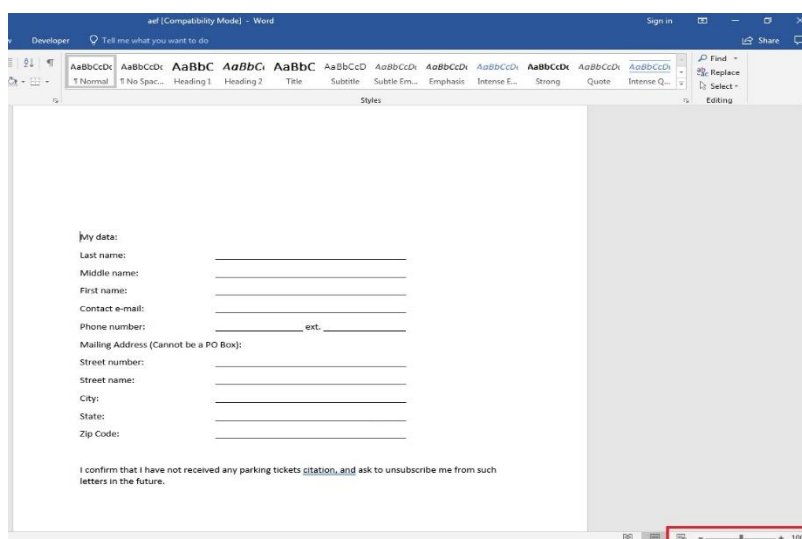 aef [Compatibility Mode] - Word Sign in
Developer Tell me what you want to do Share
AaBbCcDc AaBbCcDc AaBbC AaBbCc AaBbC AaBbCcD AaBbCcDc AaBbCcDc AaBbCcDc AaBbCcDc AaBbCcDc AaBbCcDc Find
Replace
¶ Normal ¶ No Spac... Heading 1 Heading 2 Title Subtitle Subtle Em... Emphasis Intense E... Strong Quote Intense Q... Select
Styles Editing
My data:
Last name:
Middle name:
First name:
Contact e-mail:
Phone number: ext.
Mailing Address (Cannot be a PO Box):
Street number:
Street name:
City:
State:
Zip Code:
I confirm that I have not received any parking tickets citation, and ask to unsubscribe me from such
letters in the future.